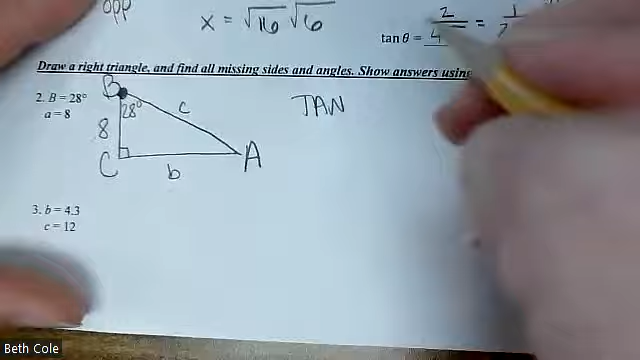 opp
x = √16 √6
tan θ = 2/4 = 1/2
Draw a right triangle, and find all missing sides and angles. Show answers using
2. B = 28°
a = 8
B
28°
c
8
C
b
A
TAN
3. b = 4.3
c = 12
Beth Cole